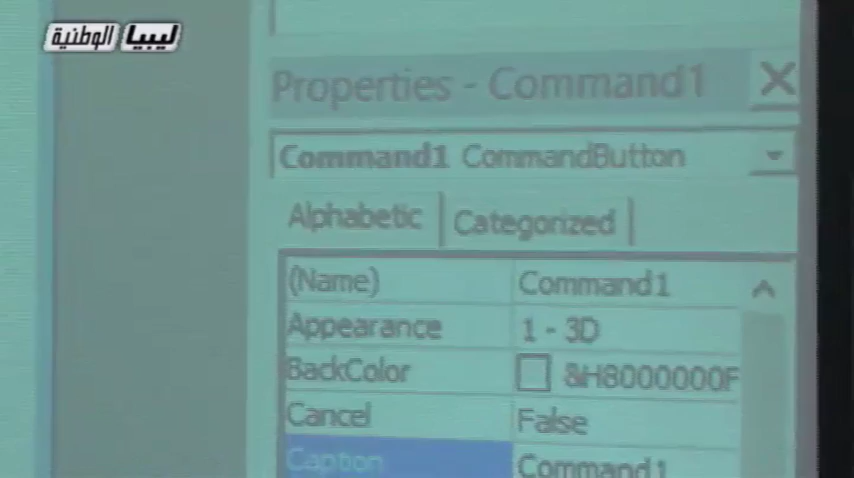 ليبيا الوطنية
Properties - Command1
Command1 CommandButton
Alphabetic Categorized
(Name) Command1
Appearance 1 - 3D
BackColor &H8000000F
Cancel False
Caption Command1